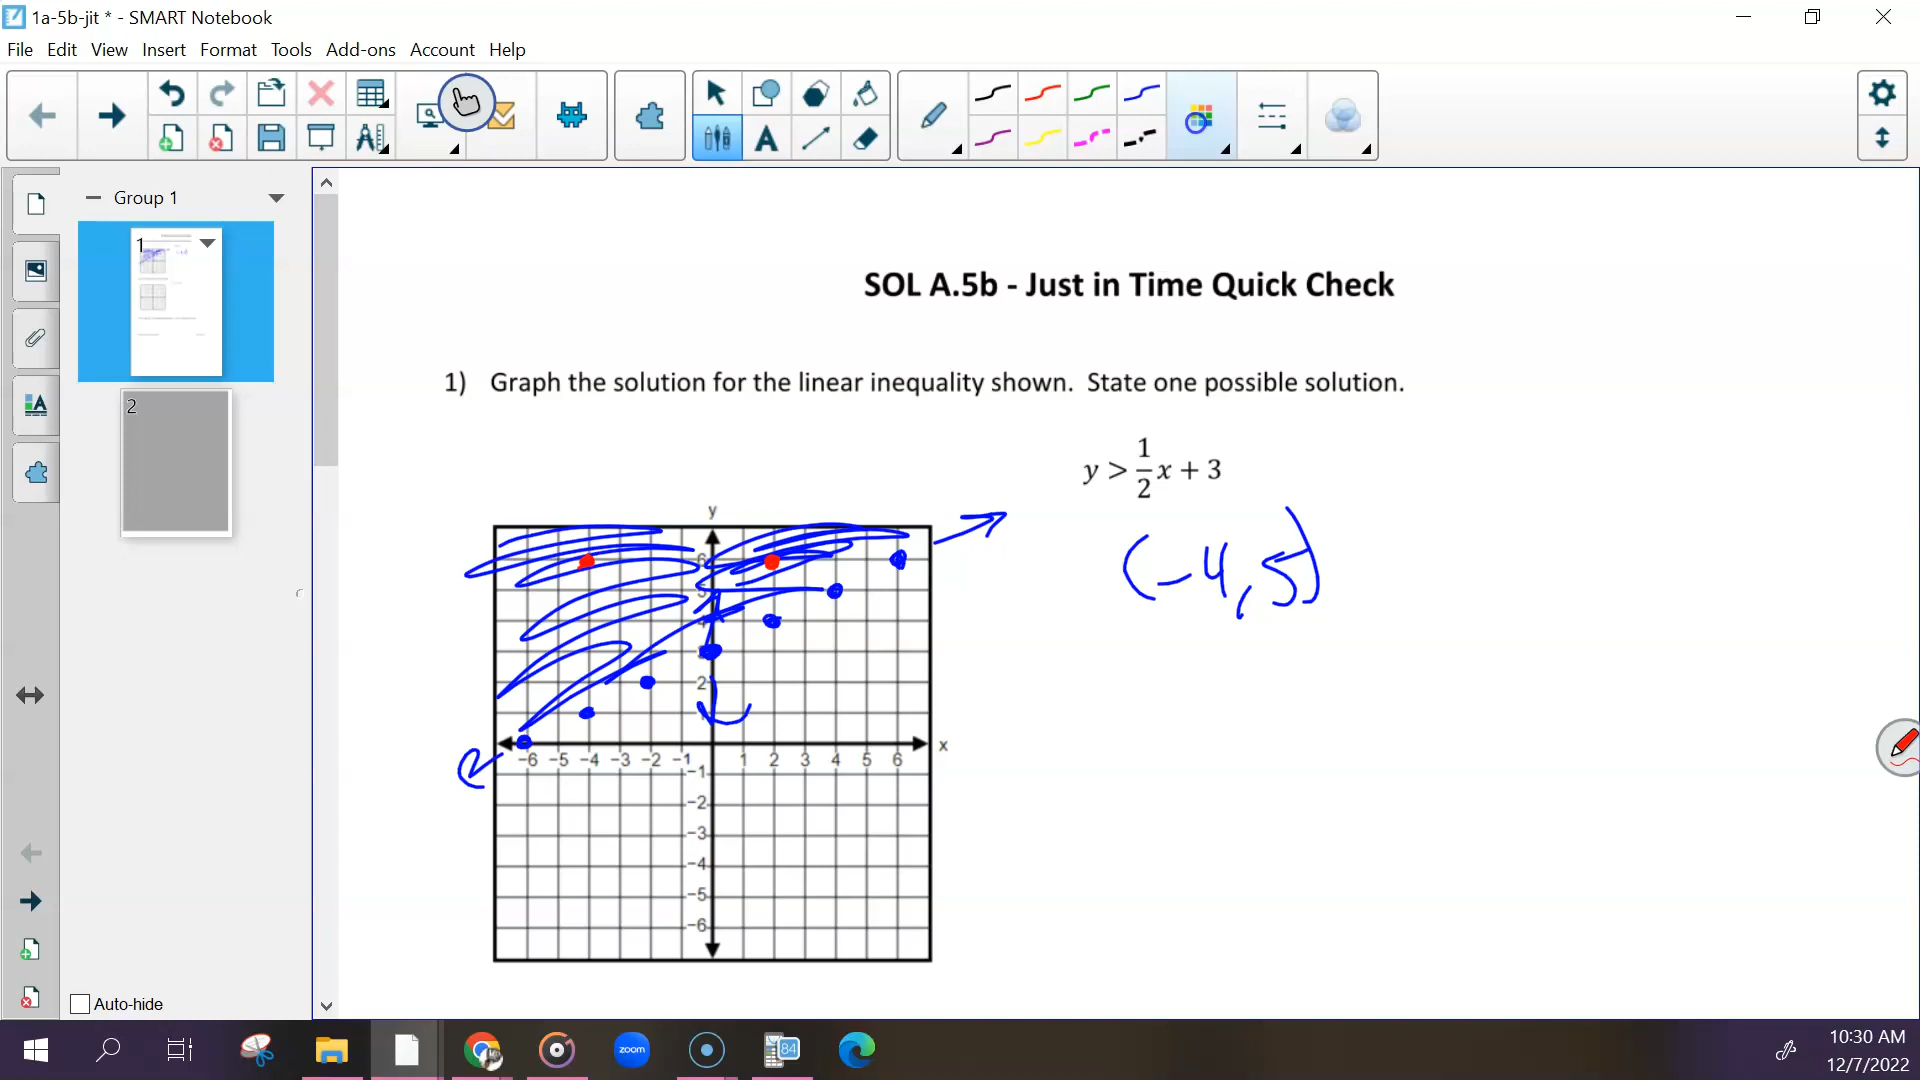 1a-5b-jit * - SMART Notebook
File Edit View Insert Format Tools Add-ons Account Help
Group 1
1
2
SOL A.5b - Just in Time Quick Check
1) Graph the solution for the linear inequality shown. State one possible solution.
y > 1/2 x + 3
(-4, 5)
y
6
5
4
3
2
x
-6 -5 -4 -3 -2 -1 1 2 3 4 5 6
-1
-2
-3
-4
-5
-6
Auto-hide
zoom
84
10:30 AM
12/7/2022